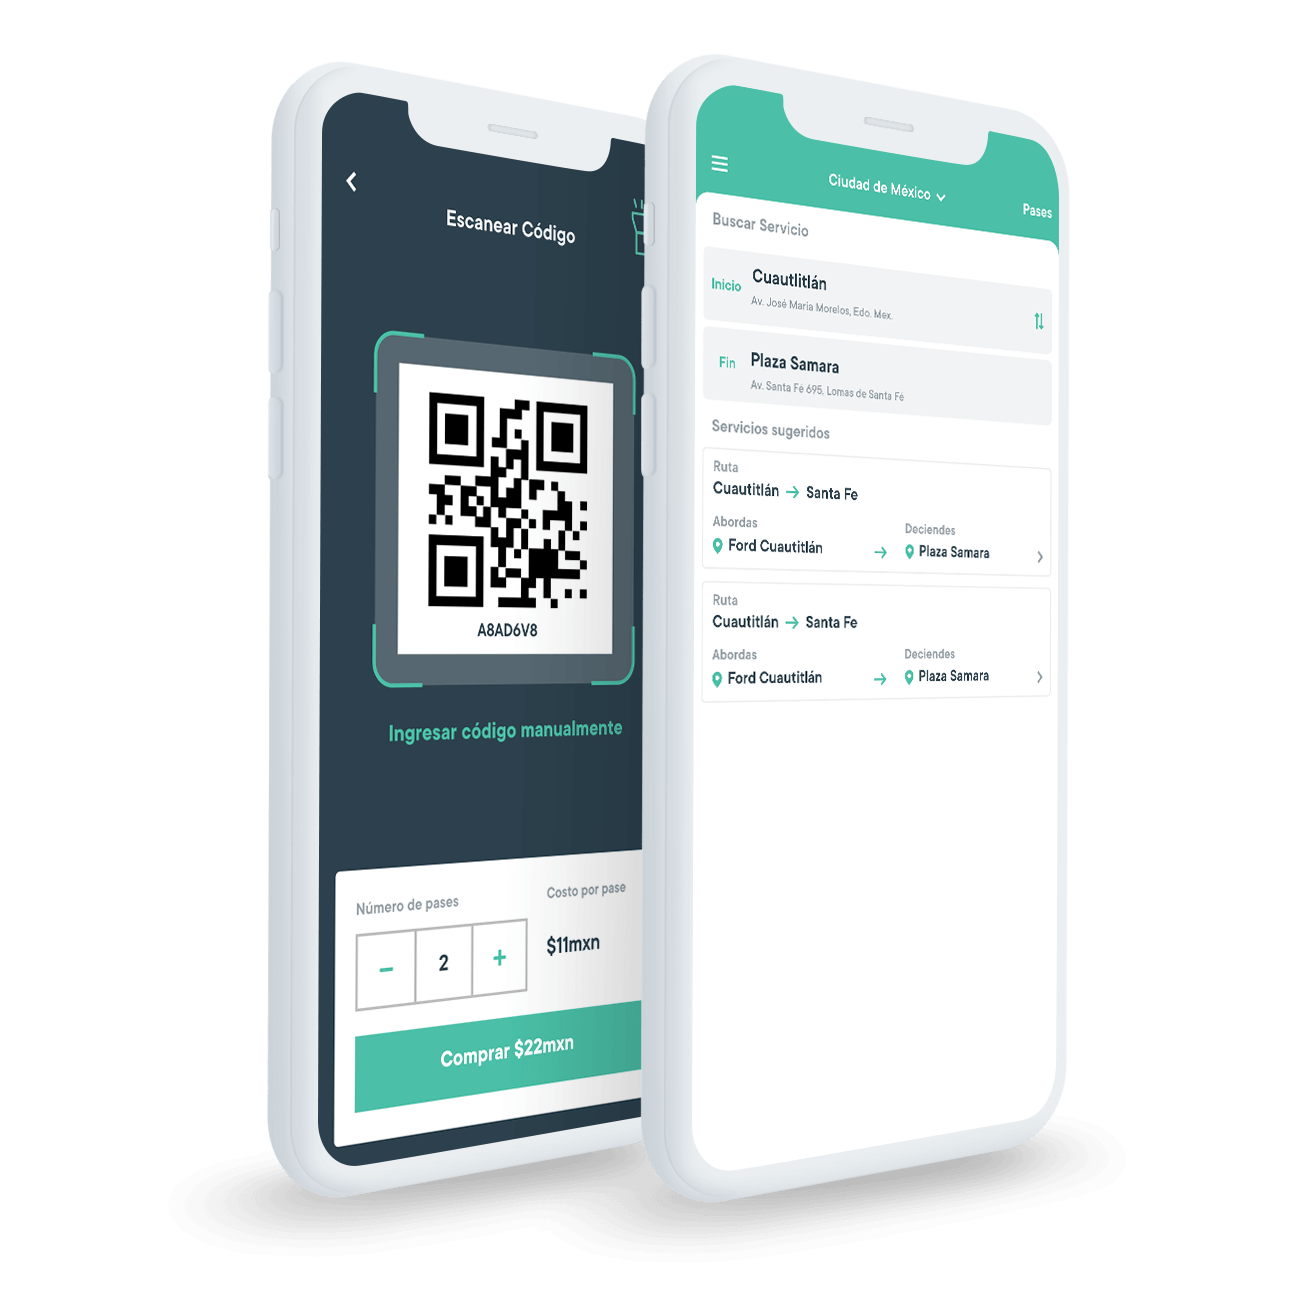 Escanear Código
A8AD6V8
Ingresar código manualmente
Número de pases
Costo por pase
2
$11mxn
Comprar $22mxn
Ciudad de México
Pases
Buscar Servicio
Inicio
Cuautlitlán
Av. José María Morelos, Edo. Mex.
Fin
Plaza Samara
Av. Santa Fé 695, Lomas de Santa Fé
Servicios sugeridos
Ruta
Cuautitlán → Santa Fe
Abordas
Deciendes
Ford Cuautitlán → Plaza Samara
Ruta
Cuautitlán → Santa Fe
Abordas
Deciendes
Ford Cuautitlán → Plaza Samara